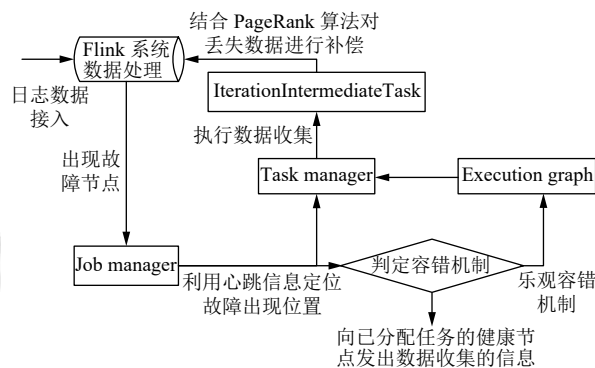 结合 PageRank 算法对
丢失数据进行补偿
Flink 系统
数据处理
日志数据
接入
IterationIntermediateTask
执行数据收集
出现故
障节点
Task manager
Execution graph
Job manager
利用心跳信息定位
故障出现位置
判定容错机制
乐观容错
机制
向已分配任务的健康节
点发出数据收集的信息